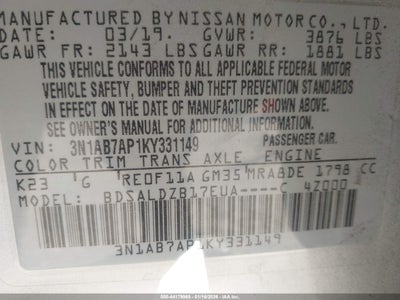 MANUFACTURED BY NISSAN MOTOR CO., LTD.
DATE: 03/19. GVWR: 3876 LBS
GAWR FR: 2143 LBS GAWR RR: 1881 LBS
THIS VEHICLE CONFORMS TO ALL APPLICABLE FEDERAL MOTOR
VEHICLE SAFETY, BUMPER AND THEFT PREVENTION STANDARDS
IN EFFECT ON THE DATE OF MANUFACTURE SHOWN ABOVE.
SEE OWNER'S MANUAL FOR ADDITIONAL INFORMATION.
VIN: 3N1AB7AP1KY331149 PASSENGER CAR.
COLOR TRIM TRANS AXLE ENGINE
K23 G RE0F11A GM35 MRA8DE 1798 CC
MODEL BDSALDZB17EUA----C 4Z000
3N1AB7AP1KY331149